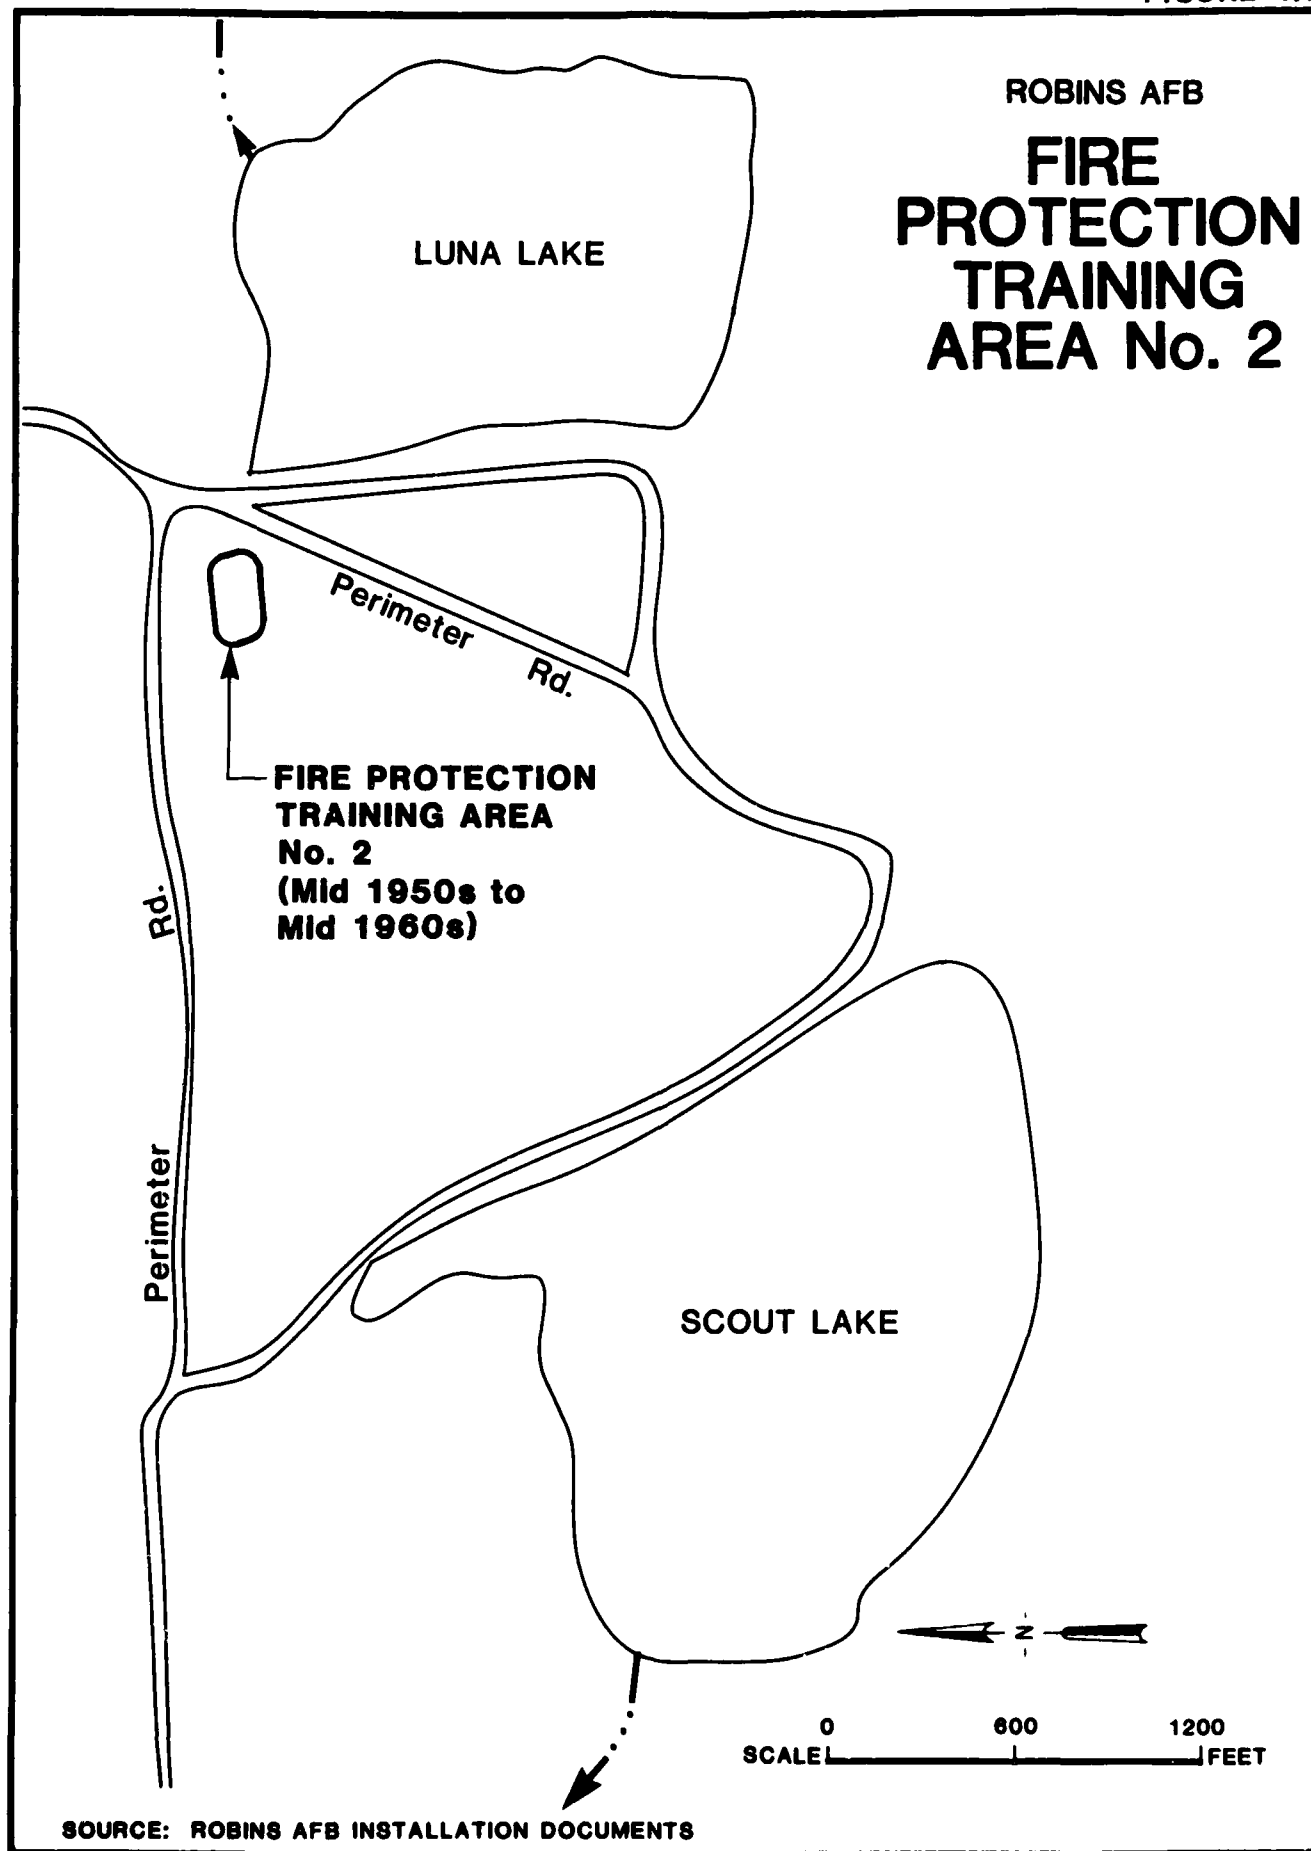 ROBINS AFB
FIRE
PROTECTION
TRAINING
AREA No. 2
LUNA LAKE
Perimeter
Rd.
FIRE PROTECTION
TRAINING AREA
No. 2
(Mid 1950s to
Mid 1960s)
Rd.
Perimeter
SCOUT LAKE
N
0 600 1200
SCALE FEET
SOURCE: ROBINS AFB INSTALLATION DOCUMENTS